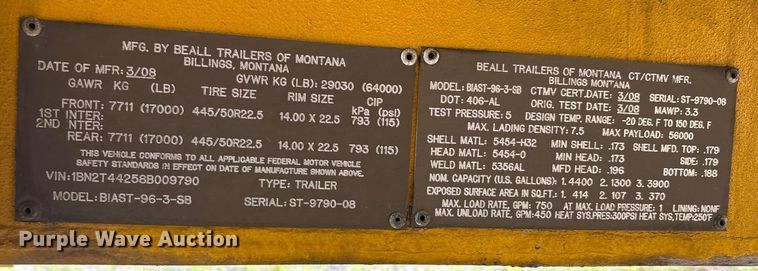 MFG. BY BEALL TRAILERS OF MONTANA
BILLINGS, MONTANA
DATE OF MFR: 3/08 GVWR KG (LB): 29030 (64000)
GAWR KG (LB) TIRE SIZE RIM SIZE CIP
kPa (psi)
FRONT: 7711 (17000) 445/50R22.5 14.00 X 22.5 793 (115)
1ST INTER:
2ND INTER:
REAR: 7711 (17000) 445/50R22.5 14.00 X 22.5 793 (115)
THIS VEHICLE CONFORMS TO ALL APPLICABLE FEDERAL MOTOR VEHICLE
SAFETY STANDARDS IN EFFECT ON DATE OF MANUFACTURE SHOWN ABOVE.
VIN: 1BN2T44258B009790 TYPE: TRAILER
MODEL: BIAST-96-3-SB SERIAL: ST-9790-08
BEALL TRAILERS OF MONTANA CT/CTMV MFR.
BILLINGS MONTANA
MODEL: BIAST-96-3-SB CTMV CERT. DATE: 3/08 SERIAL: ST-9790-08
DOT: 406-AL ORIG. TEST DATE: 3/08 MAWP: 3.3
TEST PRESSURE: 5 DESIGN TEMP. RANGE: -20 DEG. F TO 150 DEG. F
MAX. LADING DENSITY: 7.5 MAX PAYLOAD: 56000
SHELL MATL: 5454-H32 MIN SHELL: .173 SHELL MFD. TOP: .179
HEAD MATL: 5454-0 MIN HEAD: .173 SIDE: .179
WELD MATL: 5356AL MFD HEAD: .196 BOTTOM: .188
NOM. CAPACITY (U.S. GALLONS): 1. 4400 2. 1300 3. 3900
EXPOSED SURFACE AREA IN SQ.FT.: 1. 414 2. 107 3. 370
MAX. LOAD RATE, GPM: 750 AT MAX. LOAD PRESSURE: 1 LINING: NONE
MAX. UNLOAD RATE, GPM: 450 HEAT SYS,PRES:300PSI HEAT SYS,TEMP:250°F
Purple Wave Auction